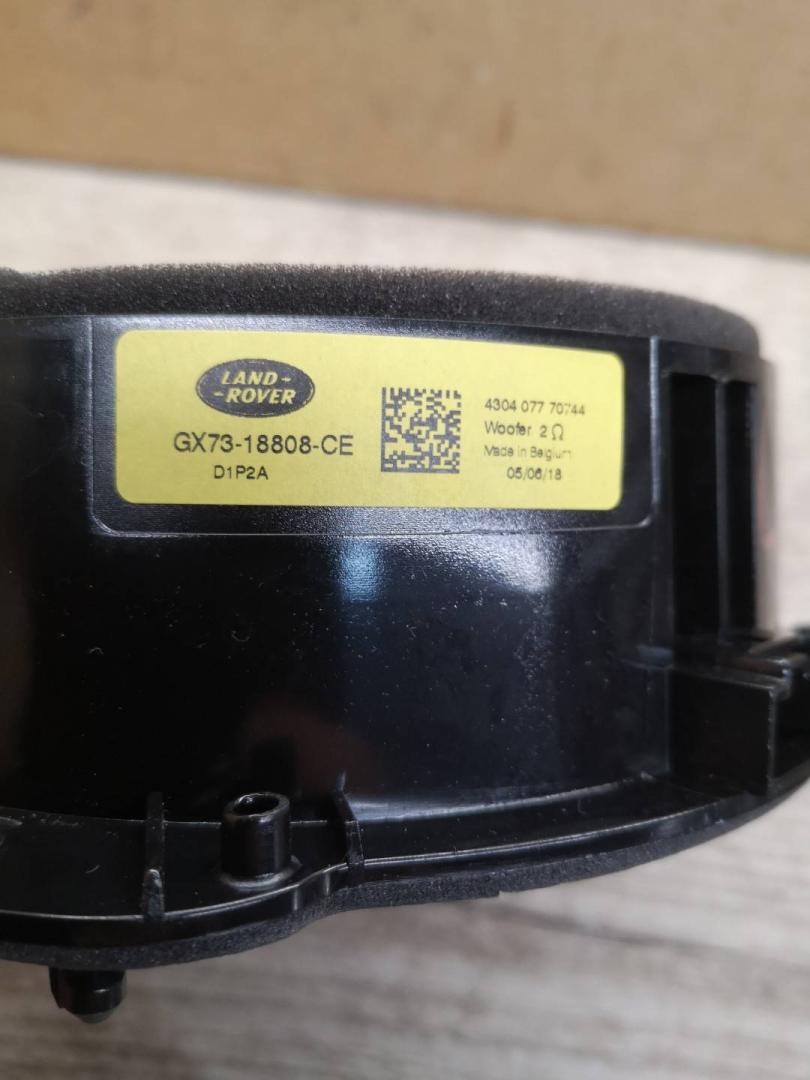 LAND-
-ROVER
GX73-18808-CE
D1P2A
4304 077 70744
Woofer 2 Ω
Made in Belgium
05/06/18